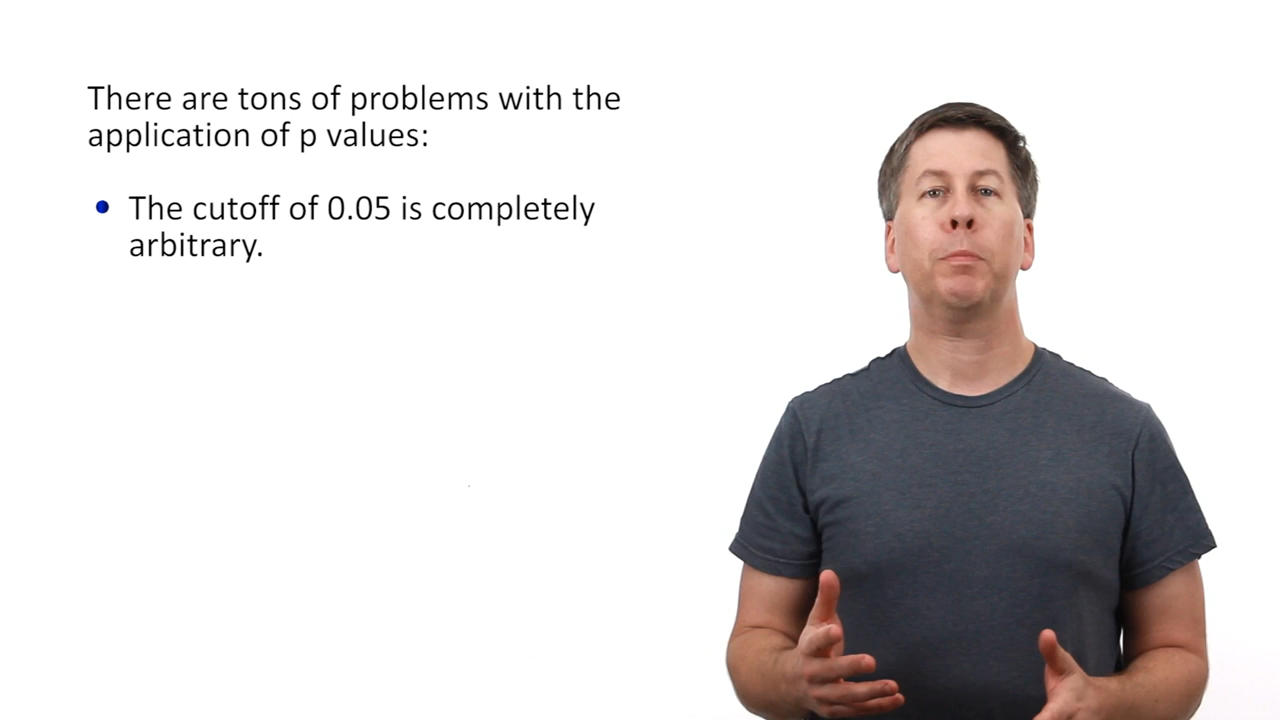 There are tons of problems with the
application of p values:
The cutoff of 0.05 is completely
arbitrary.